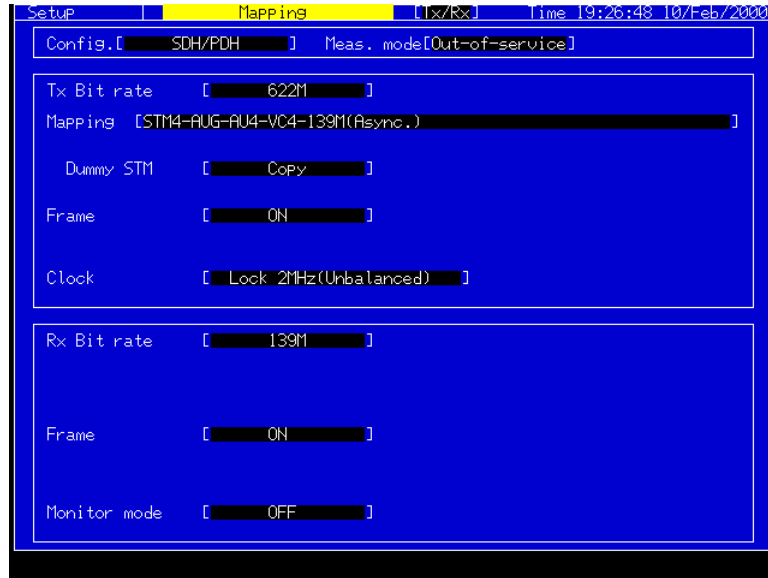 Setup | Mapping [Tx/Rx] Time 19:26:48 10/Feb/2000
Config.[ SDH/PDH ] Meas. mode[Out-of-service]
Tx Bit rate [ 622M ]
Mapping [STM4-AUG-AU4-VC4-139M(Async.) ]
Dummy STM [ Copy ]
Frame [ ON ]
Clock [ Lock 2MHz(Unbalanced) ]
Rx Bit rate [ 139M ]
Frame [ ON ]
Monitor mode [ OFF ]